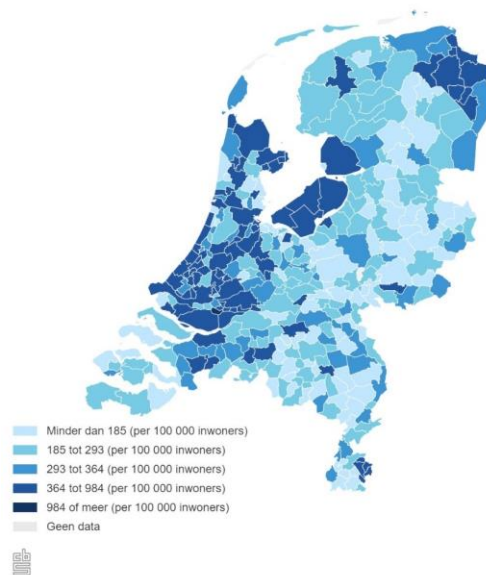 Minder dan 185 (per 100 000 inwoners)
185 tot 293 (per 100 000 inwoners)
293 tot 364 (per 100 000 inwoners)
364 tot 984 (per 100 000 inwoners)
984 of meer (per 100 000 inwoners)
Geen data